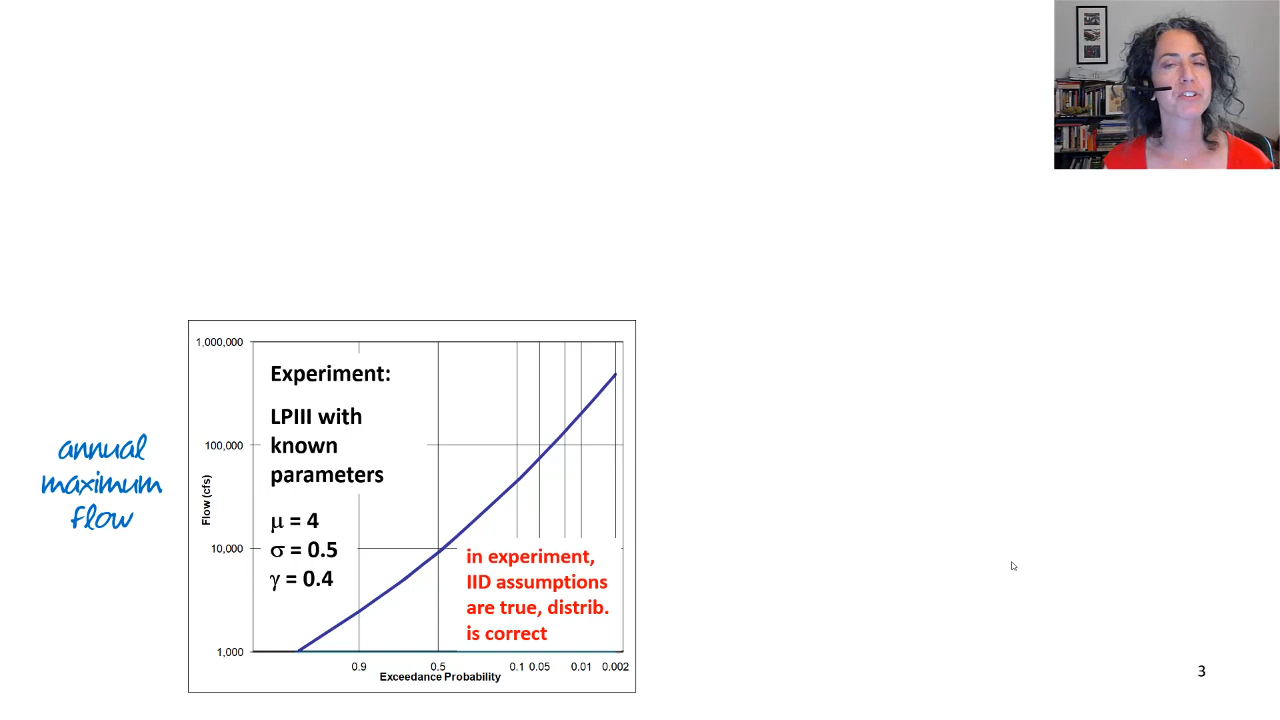 1,000,000
100,000
10,000
1,000
Flow (cfs)
annual
maximum
flow
Experiment:
LPIII with
known
parameters
μ = 4
σ = 0.5
γ = 0.4
in experiment,
IID assumptions
are true, distrib.
is correct
0.9 0.5 0.1 0.05 0.01 0.002
Exceedance Probability
3